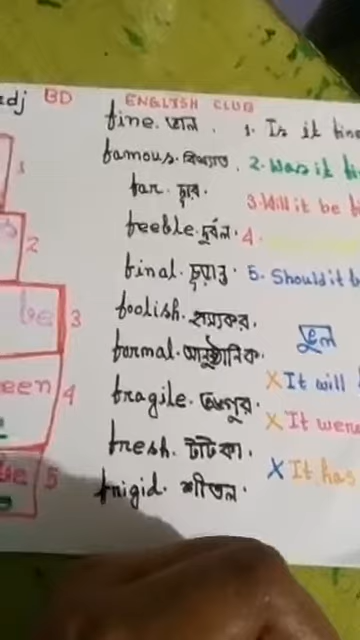 adj BD ENGLISH CLUB
fine. ভাল. 1. Is it fine
famous. বিখ্যাত. 2. Was it
far. দূর. 3. Will it be
feeble. দুর্বল. 4.
final. চূড়ান্ত. 5. Should it b
foolish. হাস্যকর.
formal. আনুষ্ঠানিক. ভুল
fragile. ভঙ্গুর. X It will
fresh. টাটকা. X It were
frigid. শীতল. X It has
1
2
be 3
een 4
be 5